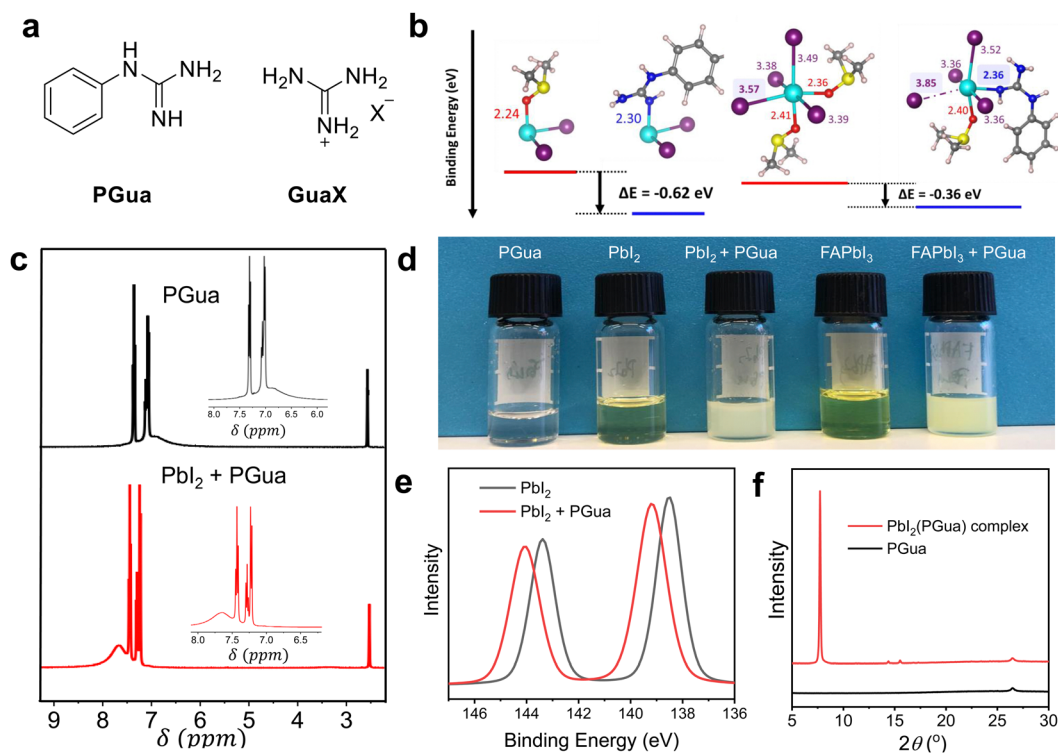 a
H
N
NH₂
NH
PGua
H₂N
NH₂
NH₂
+
X⁻
GuaX
b
Binding Energy (eV)
2.24
2.30
3.38
3.49
2.36
3.57
2.41
3.39
3.52
3.36
3.85
2.36
2.40
3.36
ΔE = -0.62 eV
ΔE = -0.36 eV
c
PGua
8.0 7.5 7.0 6.5 6.0
δ (ppm)
PbI₂ + PGua
8.0 7.5 7.0 6.5
δ (ppm)
9 8 7 6 5 4 3
δ (ppm)
d
PGua PbI₂ PbI₂ + PGua FAPbI₃ FAPbI₃ + PGua
e
PbI₂
PbI₂ + PGua
Intensity
146 144 142 140 138 136
Binding Energy (eV)
f
PbI₂(PGua) complex
PGua
Intensity
5 10 15 20 25 30
2θ (°)